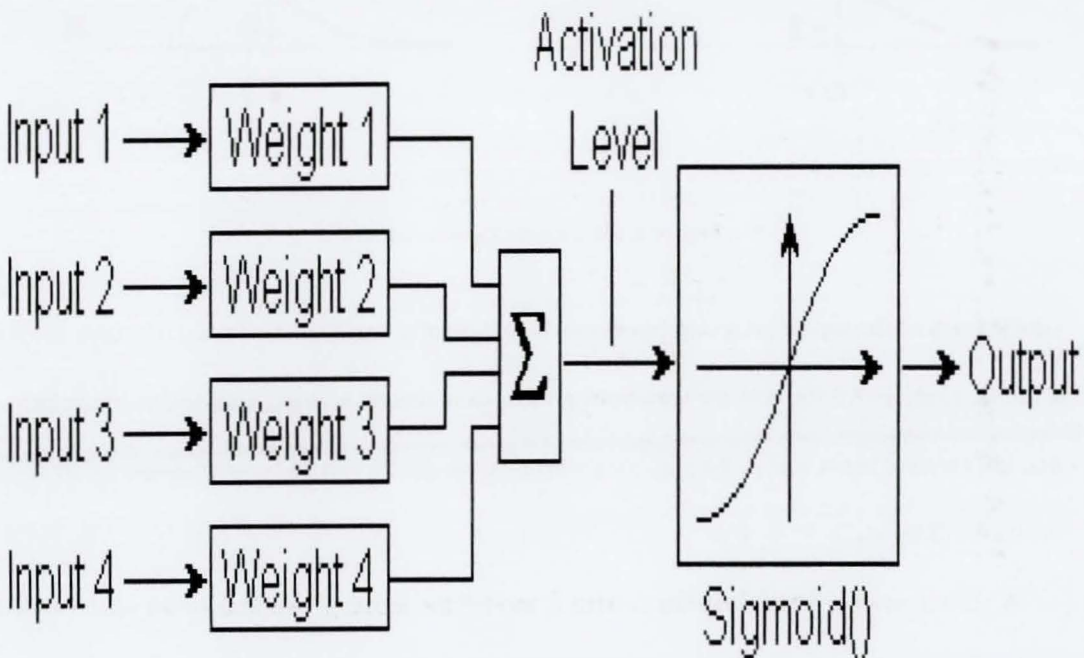 Activation
Level
Input 1
Weight 1
Input 2
Weight 2
Input 3
Weight 3
Input 4
Weight 4
Σ
Output
Sigmoid()